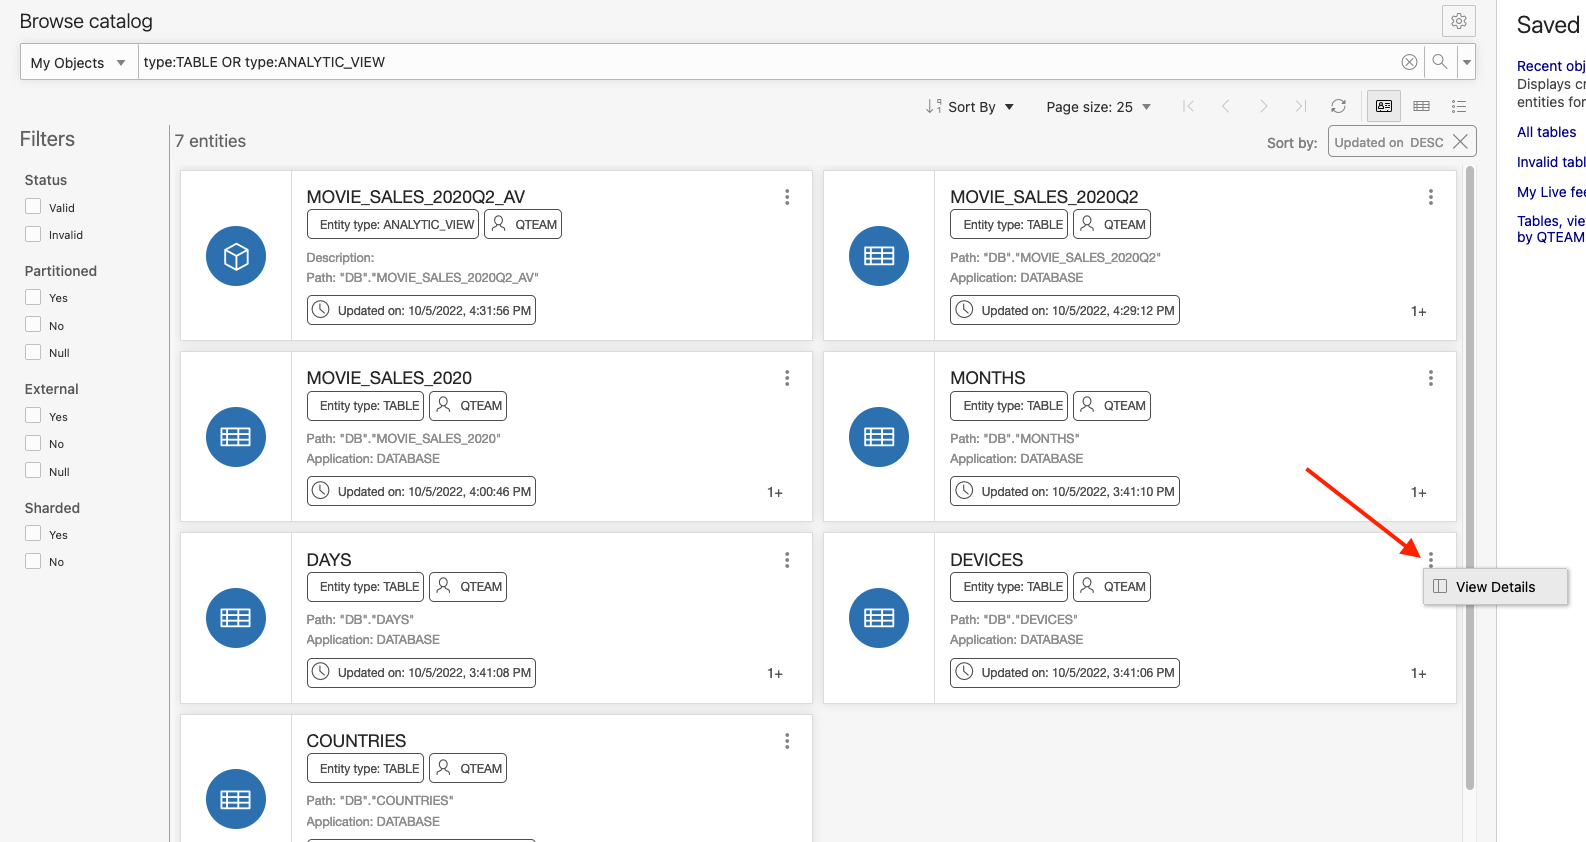 Browse catalog
My Objects
type:TABLE OR type:ANALYTIC_VIEW
Sort By
Page size: 25
Filters
7 entities
Sort by:
Updated on DESC
Status
Valid
Invalid
Partitioned
Yes
No
Null
External
Yes
No
Null
Sharded
Yes
No
MOVIE_SALES_2020Q2_AV
Entity type: ANALYTIC_VIEW
QTEAM
Description:
Path: "DB"."MOVIE_SALES_2020Q2_AV"
Updated on: 10/5/2022, 4:31:56 PM
MOVIE_SALES_2020Q2
Entity type: TABLE
QTEAM
Path: "DB"."MOVIE_SALES_2020Q2"
Application: DATABASE
Updated on: 10/5/2022, 4:29:12 PM
1+
MOVIE_SALES_2020
Entity type: TABLE
QTEAM
Path: "DB"."MOVIE_SALES_2020"
Application: DATABASE
Updated on: 10/5/2022, 4:00:46 PM
1+
MONTHS
Entity type: TABLE
QTEAM
Path: "DB"."MONTHS"
Application: DATABASE
Updated on: 10/5/2022, 3:41:10 PM
1+
DAYS
Entity type: TABLE
QTEAM
Path: "DB"."DAYS"
Application: DATABASE
Updated on: 10/5/2022, 3:41:08 PM
1+
DEVICES
Entity type: TABLE
QTEAM
Path: "DB"."DEVICES"
Application: DATABASE
Updated on: 10/5/2022, 3:41:06 PM
1+
View Details
COUNTRIES
Entity type: TABLE
QTEAM
Path: "DB"."COUNTRIES"
Application: DATABASE
Saved
Recent obj
Displays cr
entities for
All tables
Invalid tabl
My Live fee
Tables, vie
by QTEAM